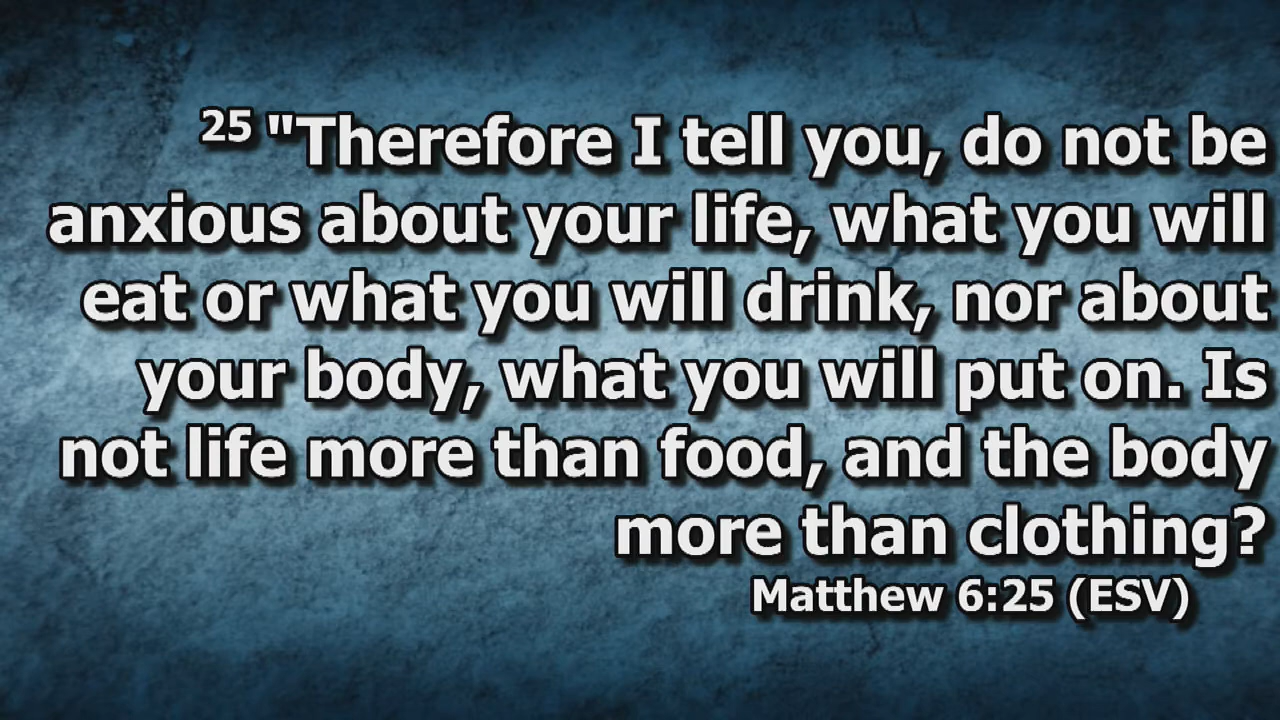 25 "Therefore I tell you, do not be
anxious about your life, what you will
eat or what you will drink, nor about
your body, what you will put on. Is
not life more than food, and the body
more than clothing?
Matthew 6:25 (ESV)